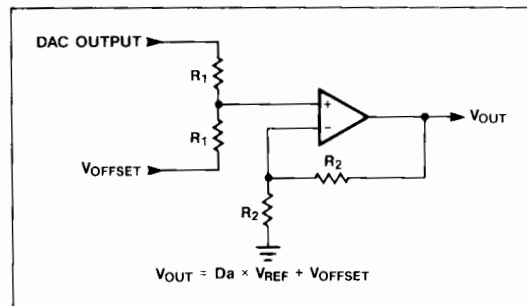 DAC OUTPUT
R1
R1
VOFFSET
+
−
VOUT
R2
R2
VOUT = Da × VREF + VOFFSET